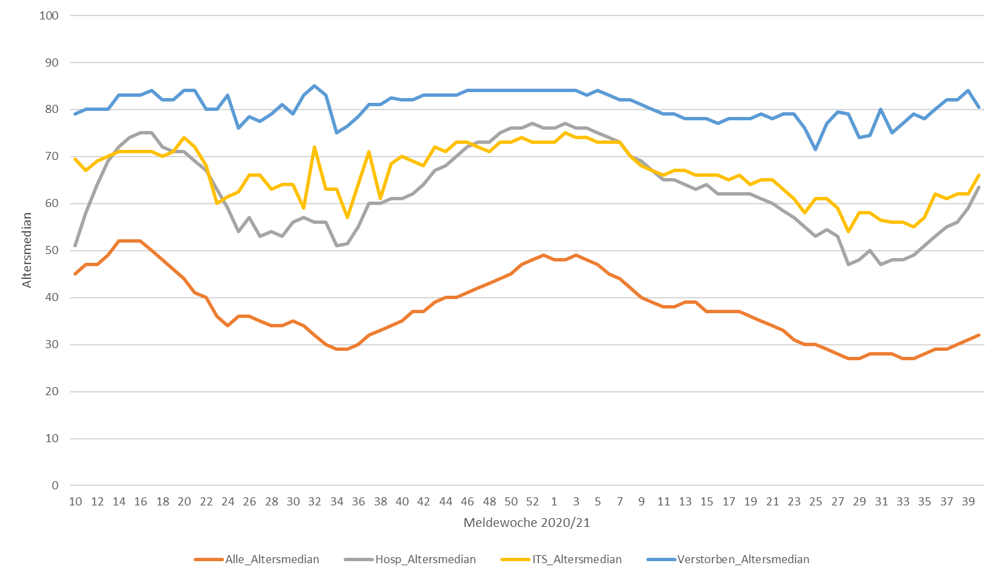 100
90
80
70
60
50
40
30
20
10
0
Altersmedian
10 12 14 16 18 20 22 24 26 28 30 32 34 36 38 40 42 44 46 48 50 52 1 3 5 7 9 11 13 15 17 19 21 23 25 27 29 31 33 35 37 39
Meldewoche 2020/21
Alle_Altersmedian Hosp_Altersmedian ITS_Altersmedian Verstorben_Altersmedian